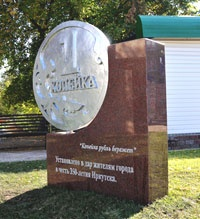 КОПЕЙКА
"Копейка рубль бережет"
Установлено в дар жителям города
в честь 350-летия Иркутска.